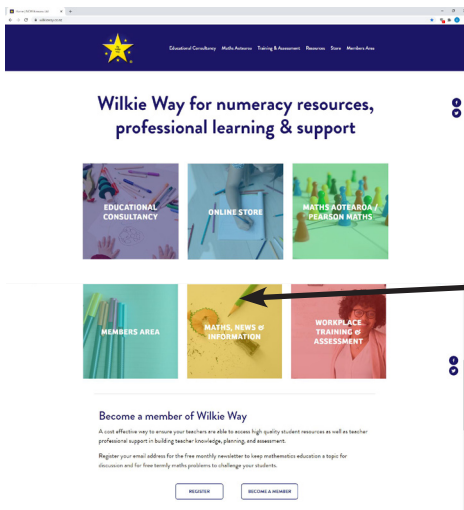 Educational Consultancy Maths Aotearoa Training & Assessment Resources Store Members Area
Wilkie Way for numeracy resources,
professional learning & support
EDUCATIONAL
CONSULTANCY
ONLINE STORE
MATHS AOTEAROA /
PEARSON MATHS
MEMBERS AREA
MATHS, NEWS &
INFORMATION
WORKPLACE
TRAINING &
ASSESSMENT
Become a member of Wilkie Way
A cost effective way to ensure your teachers are able to access high quality student resources as well as teacher
professional support in building teacher knowledge, planning, and assessment.
Register your email address for the free monthly newsletter to keep mathematics education a topic for
discussion and for free termly maths problems to challenge your students.
REGISTER
BECOME A MEMBER